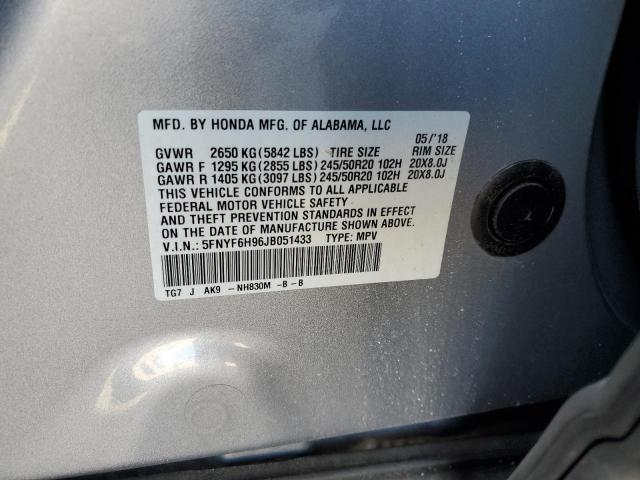 MFD. BY HONDA MFG. OF ALABAMA, LLC
05/'18
GVWR 2650 KG (5842 LBS) TIRE SIZE RIM SIZE
GAWR F 1295 KG (2855 LBS) 245/50R20 102H 20X8.0J
GAWR R 1405 KG (3097 LBS) 245/50R20 102H 20X8.0J
THIS VEHICLE CONFORMS TO ALL APPLICABLE
FEDERAL MOTOR VEHICLE SAFETY
AND THEFT PREVENTION STANDARDS IN EFFECT
ON THE DATE OF MANUFACTURE SHOWN ABOVE.
V.I.N.: 5FNYF6H96JB051433 TYPE: MPV
TG7 J AK9 -NH830M -B -B